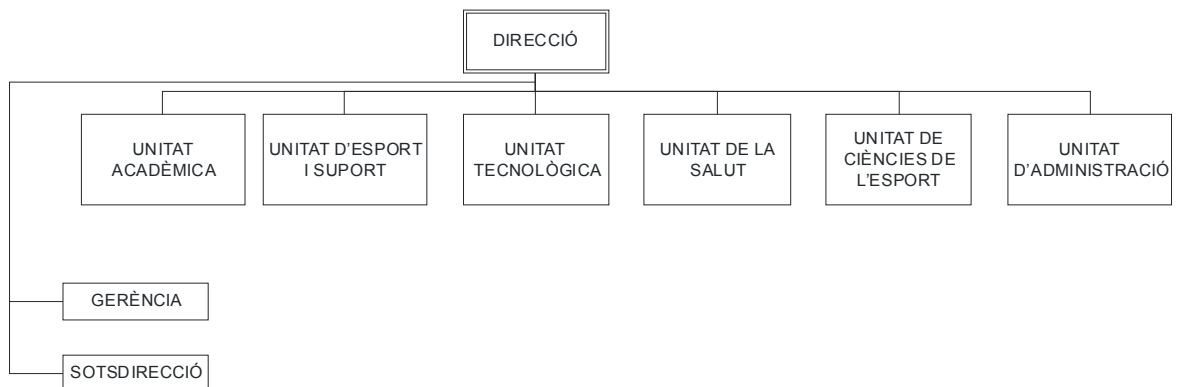 DIRECCIÓ
UNITAT
ACADÈMICA
UNITAT D'ESPORT
I SUPORT
UNITAT
TECNOLÒGICA
UNITAT DE LA
SALUT
UNITAT DE
CIÈNCIES DE
L'ESPORT
UNITAT
D'ADMINISTRACIÓ
GERÈNCIA
SOTSDIRECCIÓ